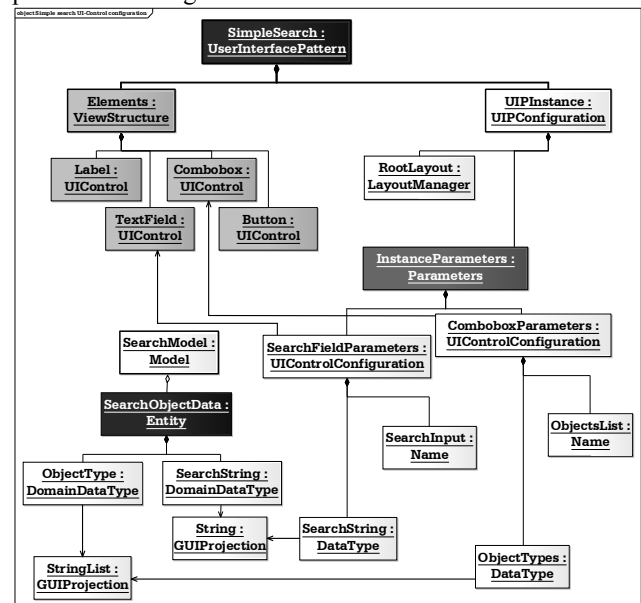 objectSimple search UI-Control configuration
SimpleSearch :
UserInterfacePattern
Elements :
ViewStructure
UIPInstance :
UIPConfiguration
Label :
UIControl
Combobox :
UIControl
RootLayout :
LayoutManager
TextField :
UIControl
Button :
UIControl
InstanceParameters :
Parameters
SearchModel :
Model
SearchFieldParameters :
UIControlConfiguration
ComboboxParameters :
UIControlConfiguration
SearchObjectData :
Entity
SearchInput :
Name
ObjectsList :
Name
ObjectType :
DomainDataType
SearchString :
DomainDataType
String :
GUIProjection
SearchString :
DataType
StringList :
GUIProjection
ObjectTypes :
DataType